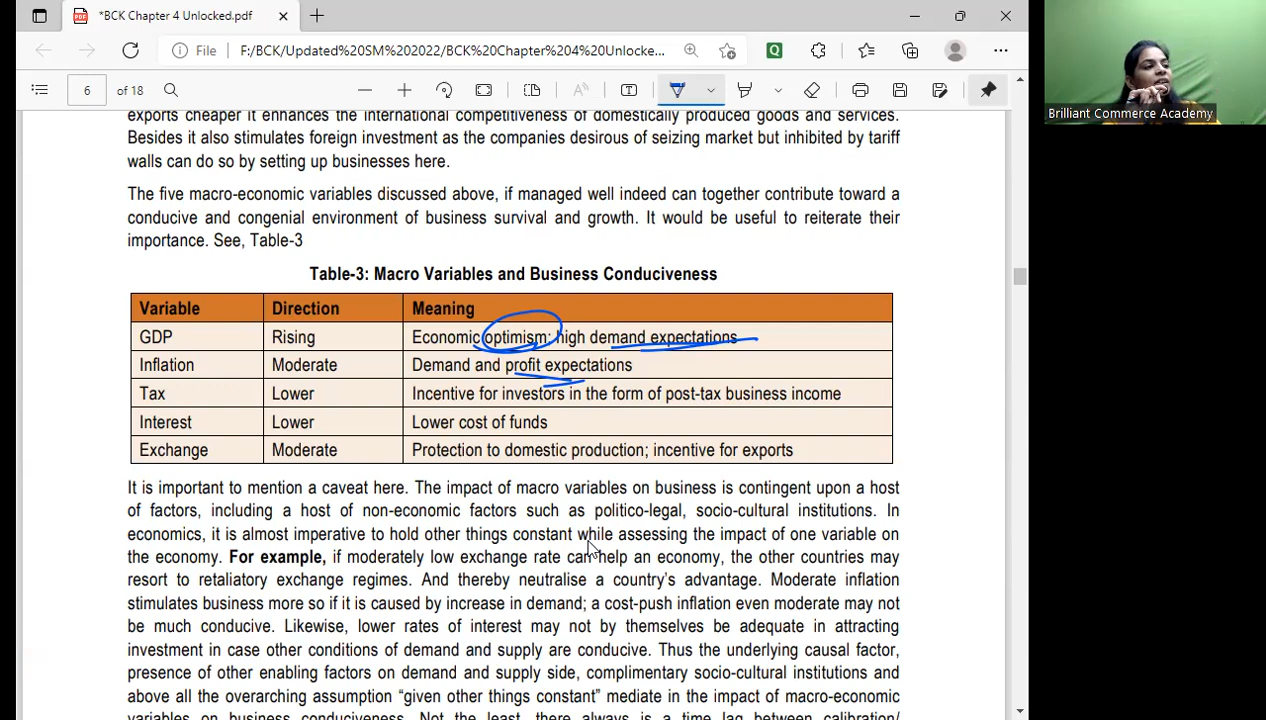 *BCK Chapter 4 Unlocked.pdf
File F:/BCK/Updated%20SM%202022/BCK%20Chapter%204%20Unlocke...
6 of 18
exports cheaper it enhances the international competitiveness of domestically produced goods and services.
Besides it also stimulates foreign investment as the companies desirous of seizing market but inhibited by tariff
walls can do so by setting up businesses here.
The five macro-economic variables discussed above, if managed well indeed can together contribute toward a
conducive and congenial environment of business survival and growth. It would be useful to reiterate their
importance. See, Table-3
Table-3: Macro Variables and Business Conduciveness
Variable Direction Meaning
GDP Rising Economic optimism; high demand expectations
Inflation Moderate Demand and profit expectations
Tax Lower Incentive for investors in the form of post-tax business income
Interest Lower Lower cost of funds
Exchange Moderate Protection to domestic production; incentive for exports
It is important to mention a caveat here. The impact of macro variables on business is contingent upon a host
of factors, including a host of non-economic factors such as politico-legal, socio-cultural institutions. In
economics, it is almost imperative to hold other things constant while assessing the impact of one variable on
the economy. For example, if moderately low exchange rate can help an economy, the other countries may
resort to retaliatory exchange regimes. And thereby neutralise a country's advantage. Moderate inflation
stimulates business more so if it is caused by increase in demand; a cost-push inflation even moderate may not
be much conducive. Likewise, lower rates of interest may not by themselves be adequate in attracting
investment in case other conditions of demand and supply are conducive. Thus the underlying causal factor,
presence of other enabling factors on demand and supply side, complimentary socio-cultural institutions and
above all the overarching assumption “given other things constant” mediate in the impact of macro-economic
variables on business conduciveness. Not the least, there always is a time lag between calibration/
Brilliant Commerce Academy